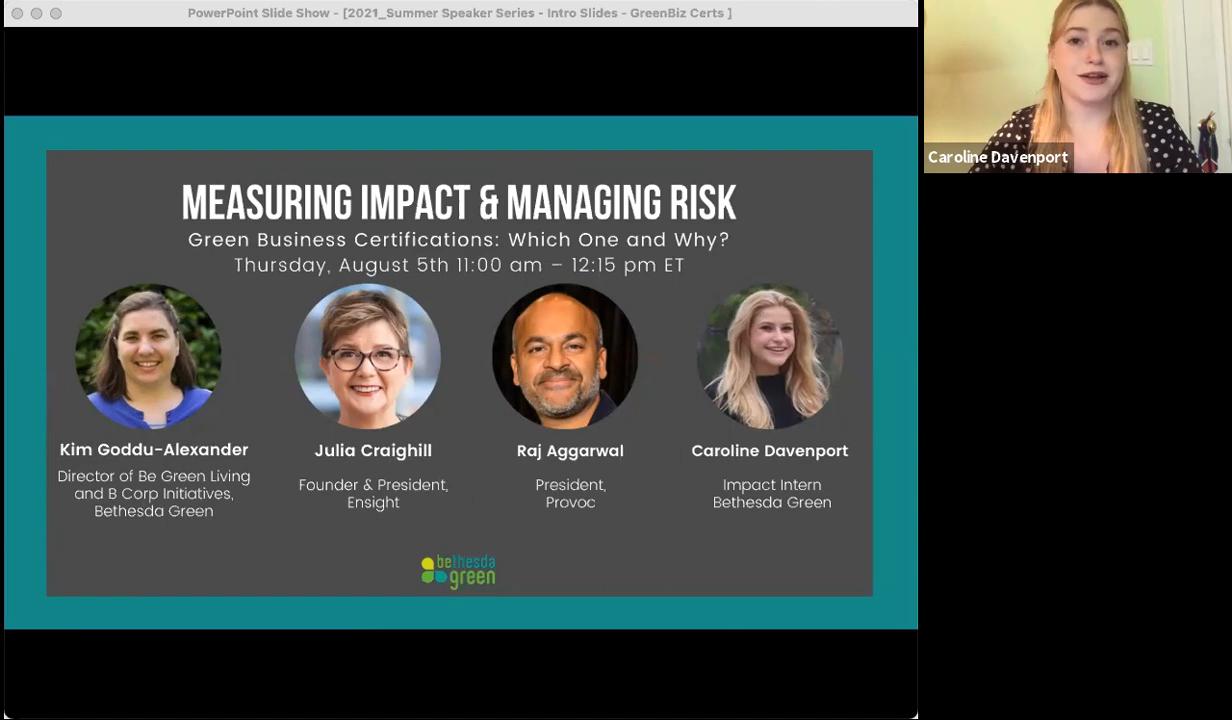 PowerPoint Slide Show - [2021_Summer Speaker Series - Intro Slides - GreenBiz Certs ]
Caroline Davenport
MEASURING IMPACT & MANAGING RISK
Green Business Certifications: Which One and Why?
Thursday, August 5th 11:00 am – 12:15 pm ET
Kim Goddu-Alexander
Director of Be Green Living
and B Corp Initiatives,
Bethesda Green
Julia Craighill
Founder & President,
Ensight
Raj Aggarwal
President,
Provoc
Caroline Davenport
Impact Intern
Bethesda Green
bethesda
green